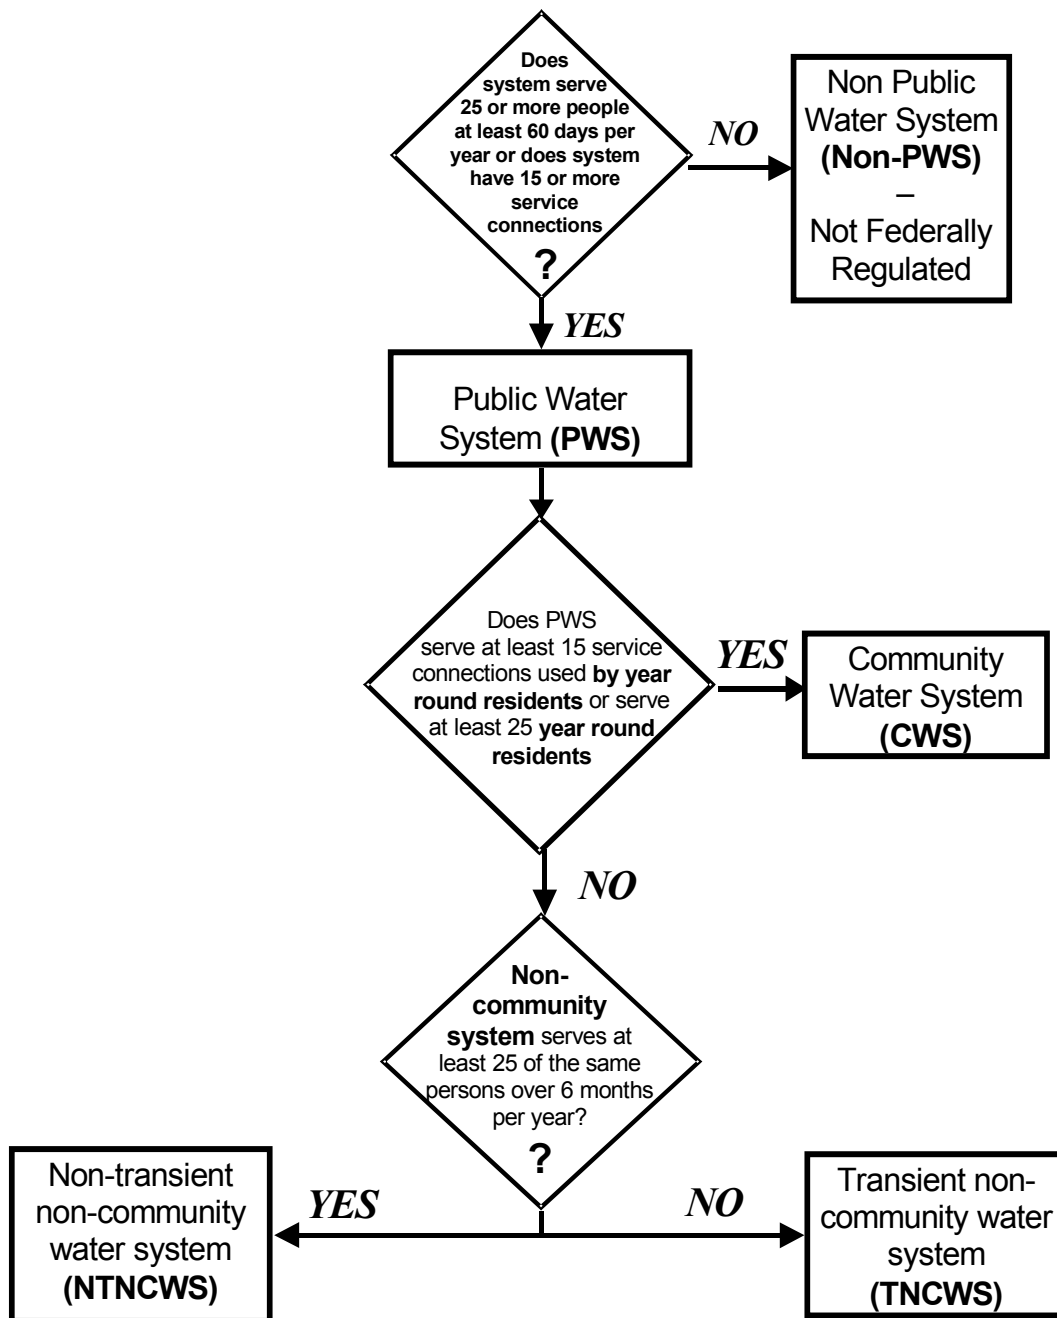 Does
system serve
25 or more people
at least 60 days per
year or does system
have 15 or more
service
connections
?
NO
Non Public
Water System
(Non-PWS)
–
Not Federally
Regulated
YES
Public Water
System (PWS)
Does PWS
serve at least 15 service
connections used by year
round residents or serve
at least 25 year round
residents
YES
Community
Water System
(CWS)
NO
Non-
community
system serves at
least 25 of the same
persons over 6 months
per year?
?
YES
Non-transient
non-community
water system
(NTNCWS)
NO
Transient non-
community water
system
(TNCWS)